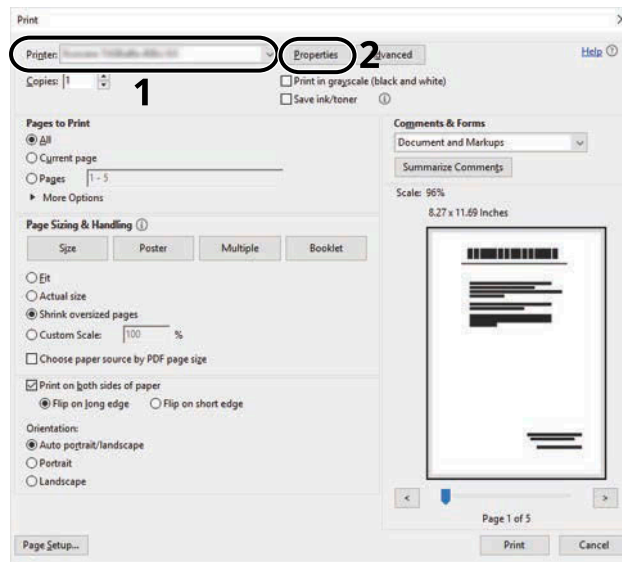 Print
Printer:
Properties
2
Advanced
Help
Copies: 1
1
Print in grayscale (black and white)
Save ink/toner
Pages to Print
All
Current page
Pages 1 - 5
More Options
Page Sizing & Handling
Size Poster Multiple Booklet
Fit
Actual size
Shrink oversized pages
Custom Scale: 100 %
Choose paper source by PDF page size
Print on both sides of paper
Flip on long edge Flip on short edge
Orientation:
Auto portrait/landscape
Portrait
Landscape
Comments & Forms
Document and Markups
Summarize Comments
Scale: 96%
8.27 x 11.69 Inches
< >
Page 1 of 5
Page Setup...
Print Cancel